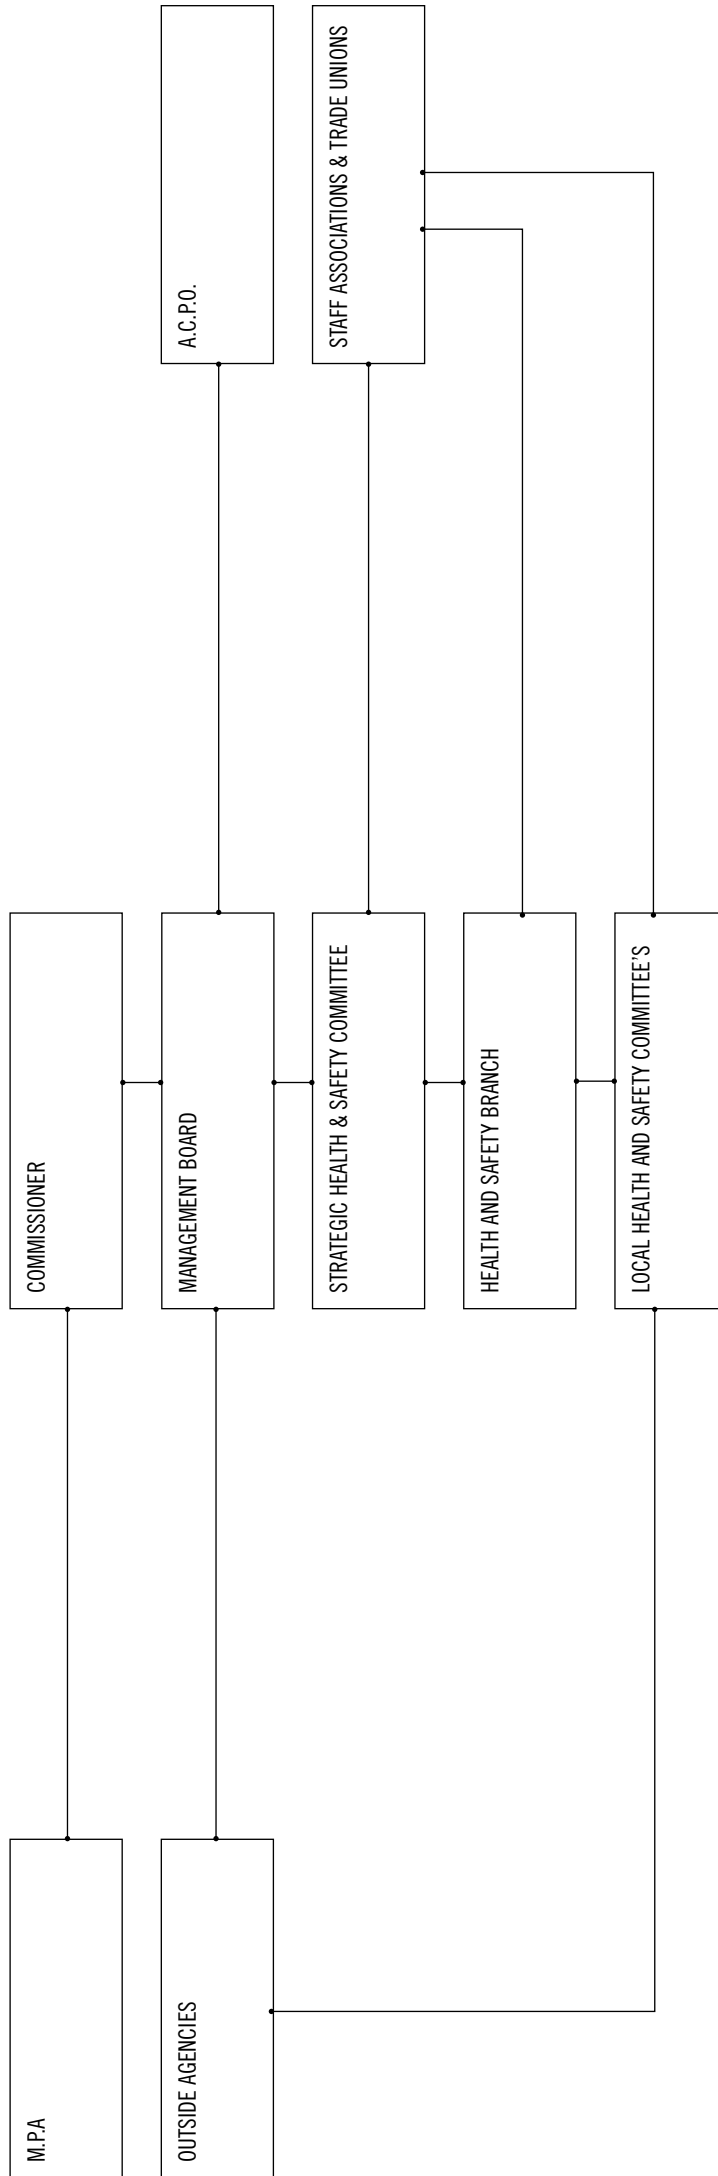 M.P.A
COMMISSIONER
OUTSIDE AGENCIES
MANAGEMENT BOARD
A.C.P.O.
STRATEGIC HEALTH & SAFETY COMMITTEE
STAFF ASSOCIATIONS & TRADE UNIONS
HEALTH AND SAFETY BRANCH
LOCAL HEALTH AND SAFETY COMMITTEE'S